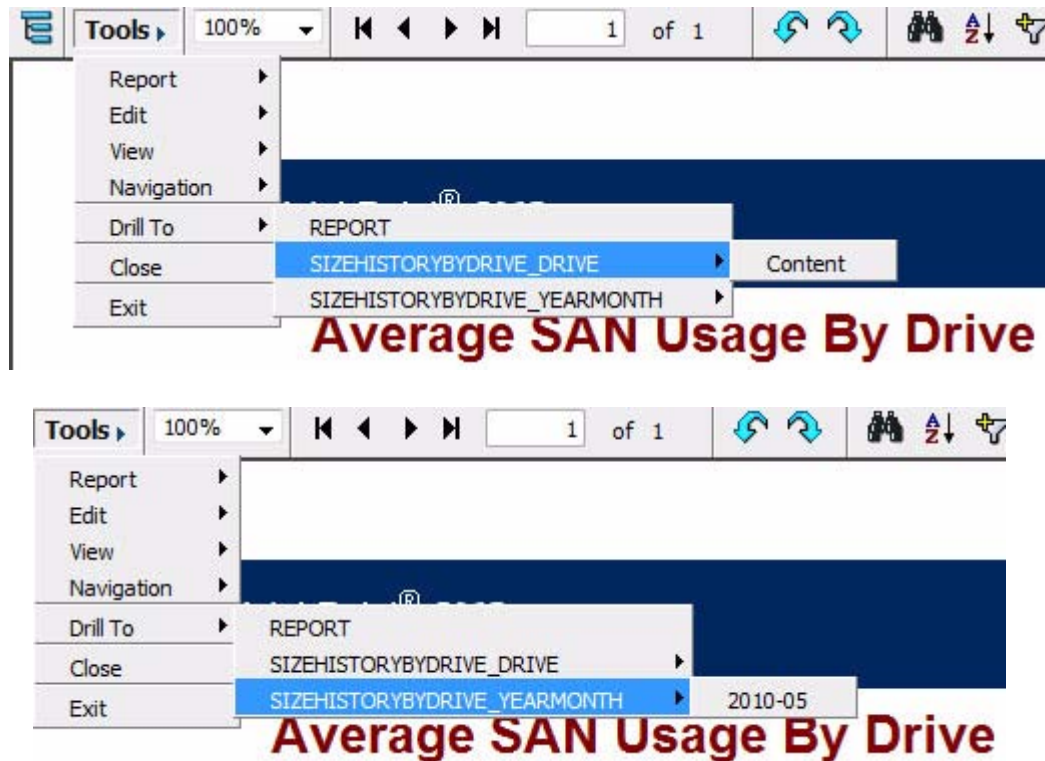 Tools 100% 1 of 1
Report
Edit
View
Navigation
Drill To REPORT
SIZEHISTORYBYDRIVE_DRIVE Content
Close
SIZEHISTORYBYDRIVE_YEARMONTH
Exit
Average SAN Usage By Drive
Tools 100% 1 of 1
Report
Edit
View
Navigation
Drill To REPORT
SIZEHISTORYBYDRIVE_DRIVE
Close
SIZEHISTORYBYDRIVE_YEARMONTH 2010-05
Exit
Average SAN Usage By Drive